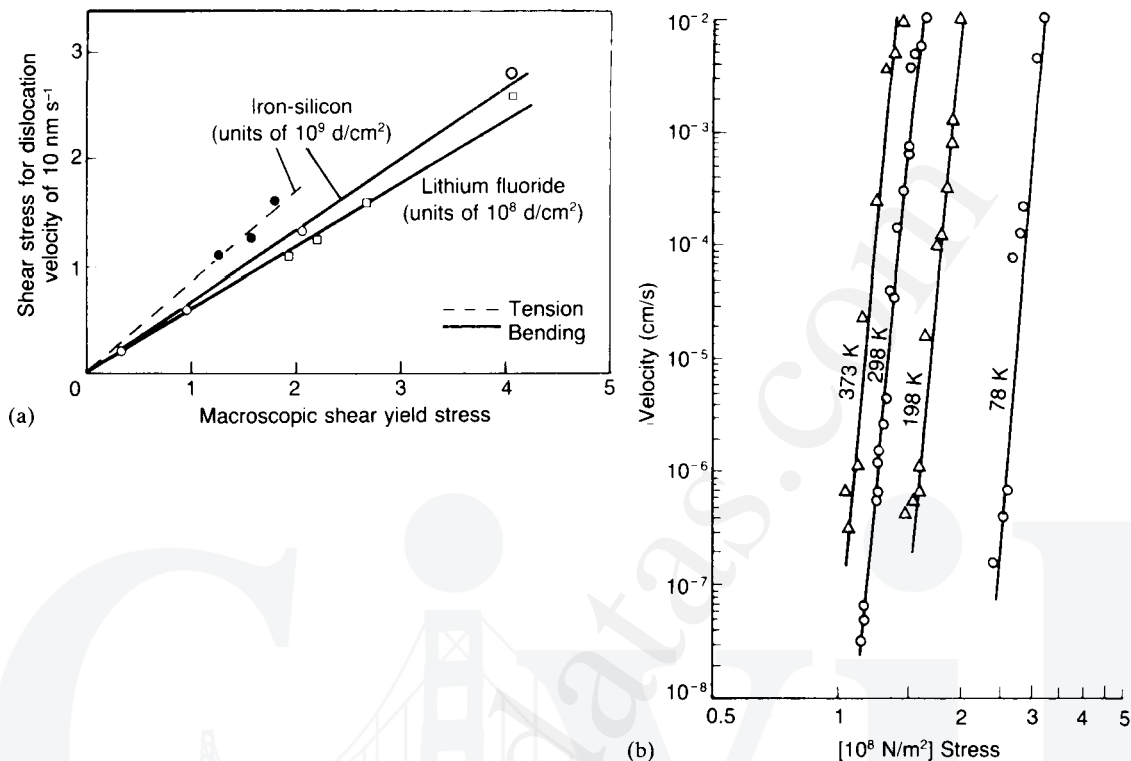 3
2
1
0
1
2
3
4
5
Shear stress for dislocation
velocity of 10 nm s⁻¹
Iron-silicon
(units of 10⁹ d/cm²)
Lithium fluoride
(units of 10⁸ d/cm²)
– – – Tension
Bending
Macroscopic shear yield stress
(a)
10⁻²
10⁻³
10⁻⁴
10⁻⁵
10⁻⁶
10⁻⁷
10⁻⁸
Velocity (cm/s)
373 K
298 K
198 K
78 K
0.5
1
2
3
4
5
[10⁸ N/m²] Stress
(b)
Civil
datas.com